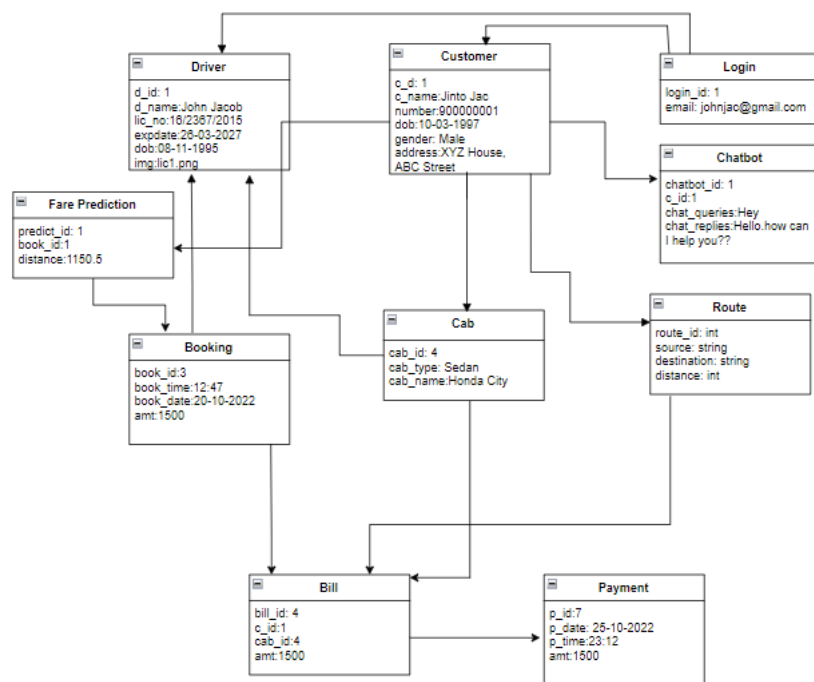 Driver
d_id: 1
d_name:John Jacob
lic_no:16/2367/2015
expdate:26-03-2027
dob:08-11-1995
img:lic1.png
Customer
c_d: 1
c_name:Jinto Jac
number:900000001
dob:10-03-1997
gender: Male
address:XYZ House,
ABC Street
Login
login_id: 1
email: johnjac@gmail.com
Chatbot
chatbot_id: 1
c_id:1
chat_queries:Hey
chat_replies:Hello.how can
I help you??
Fare Prediction
predict_id: 1
book_id:1
distance:1150.5
Booking
book_id:3
book_time:12:47
book_date:20-10-2022
amt:1500
Cab
cab_id: 4
cab_type: Sedan
cab_name:Honda City
Route
route_id: int
source: string
destination: string
distance: int
Bill
bill_id: 4
c_id:1
cab_id:4
amt:1500
Payment
p_id:7
p_date: 25-10-2022
p_time:23:12
amt:1500